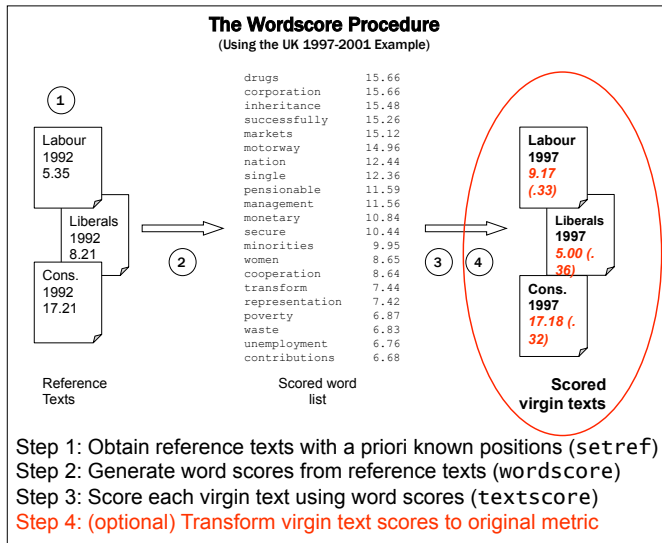 The Wordscore Procedure
(Using the UK 1997-2001 Example)
1
Labour
1992
5.35
Liberals
1992
8.21
Cons.
1992
17.21
Reference
Texts
2
drugs 15.66
corporation 15.66
inheritance 15.48
successfully 15.26
markets 15.12
motorway 14.96
nation 12.44
single 12.36
pensionable 11.59
management 11.56
monetary 10.84
secure 10.44
minorities 9.95
women 8.65
cooperation 8.64
transform 7.44
representation 7.42
poverty 6.87
waste 6.83
unemployment 6.76
contributions 6.68
Scored word
list
3
4
Labour
1997
9.17
(.33)
Liberals
1997
5.00 (.
36)
Cons.
1997
17.18 (.
32)
Scored
virgin texts
Step 1: Obtain reference texts with a priori known positions (setref)
Step 2: Generate word scores from reference texts (wordscore)
Step 3: Score each virgin text using word scores (textscore)
Step 4: (optional) Transform virgin text scores to original metric